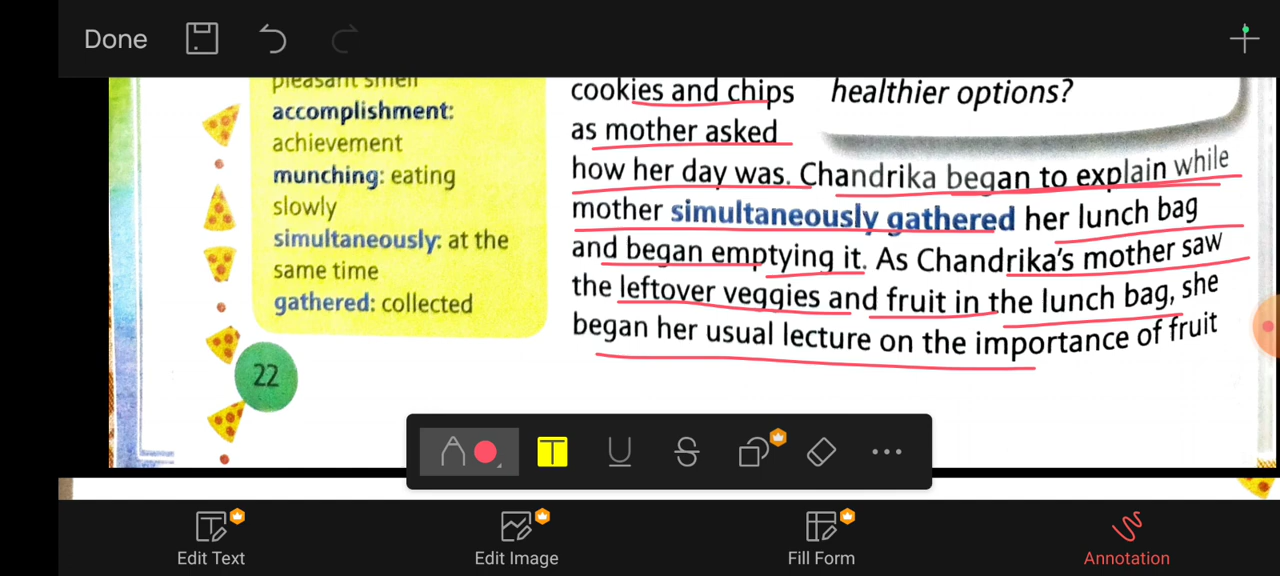 Done
pleasant smell
accomplishment:
achievement
munching: eating
slowly
simultaneously: at the
same time
gathered: collected
22
cookies and chips
as mother asked
how her day was. Chandrika began to explain while
mother simultaneously gathered her lunch bag
and began emptying it. As Chandrika's mother saw
the leftover veggies and fruit in the lunch bag, she
began her usual lecture on the importance of fruit
healthier options?
T
U
S
Edit Text
Edit Image
Fill Form
Annotation